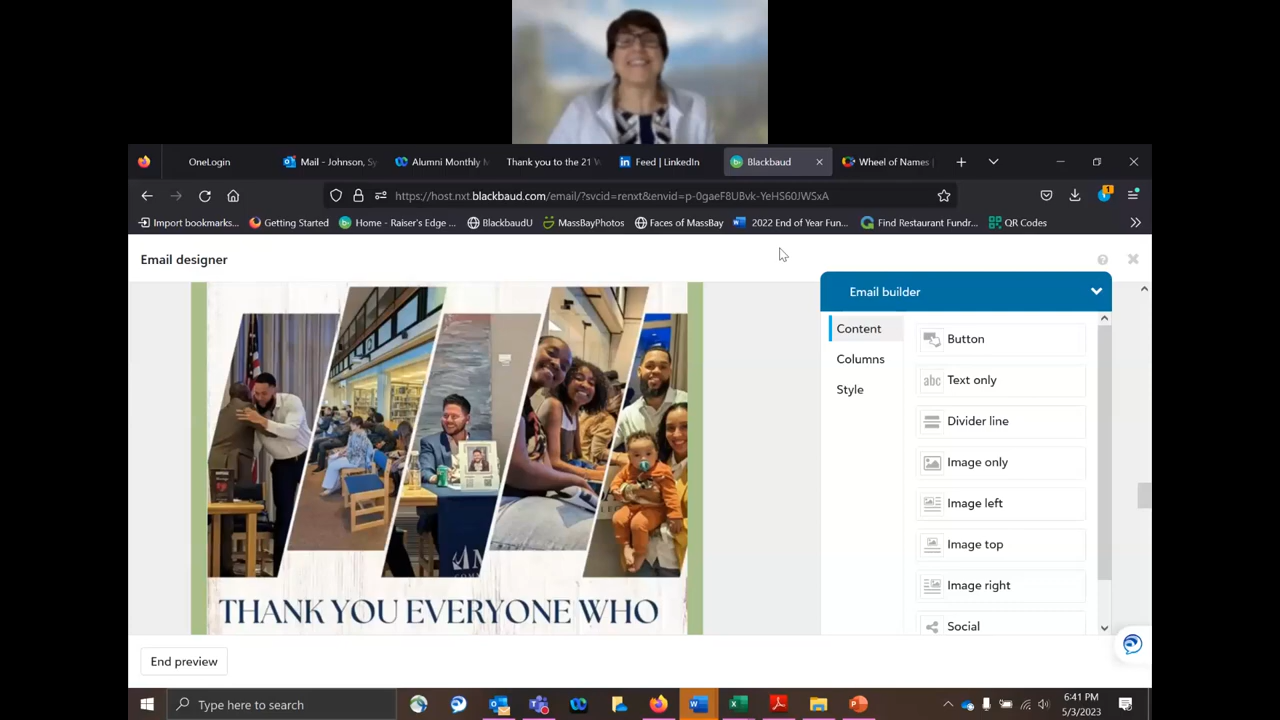 OneLogin
Mail - Johnson, Sy
Alumni Monthly M
Thank you to the 21 W
Feed | LinkedIn
Blackbaud
Wheel of Names |
https://host.nxt.blackbaud.com/email/?svcid=renxt&envid=p-0gaeF8UBvk-YeHS60JWSxA
Import bookmarks...
Getting Started
Home - Raiser's Edge ...
BlackbaudU
MassBayPhotos
Faces of MassBay
2022 End of Year Fun...
Find Restaurant Fundr...
QR Codes
Email designer
Email builder
Content
Columns
Style
Button
abc Text only
Divider line
Image only
Image left
Image top
Image right
Social
THANK YOU EVERYONE WHO
End preview
Type here to search
6:41 PM
5/3/2023